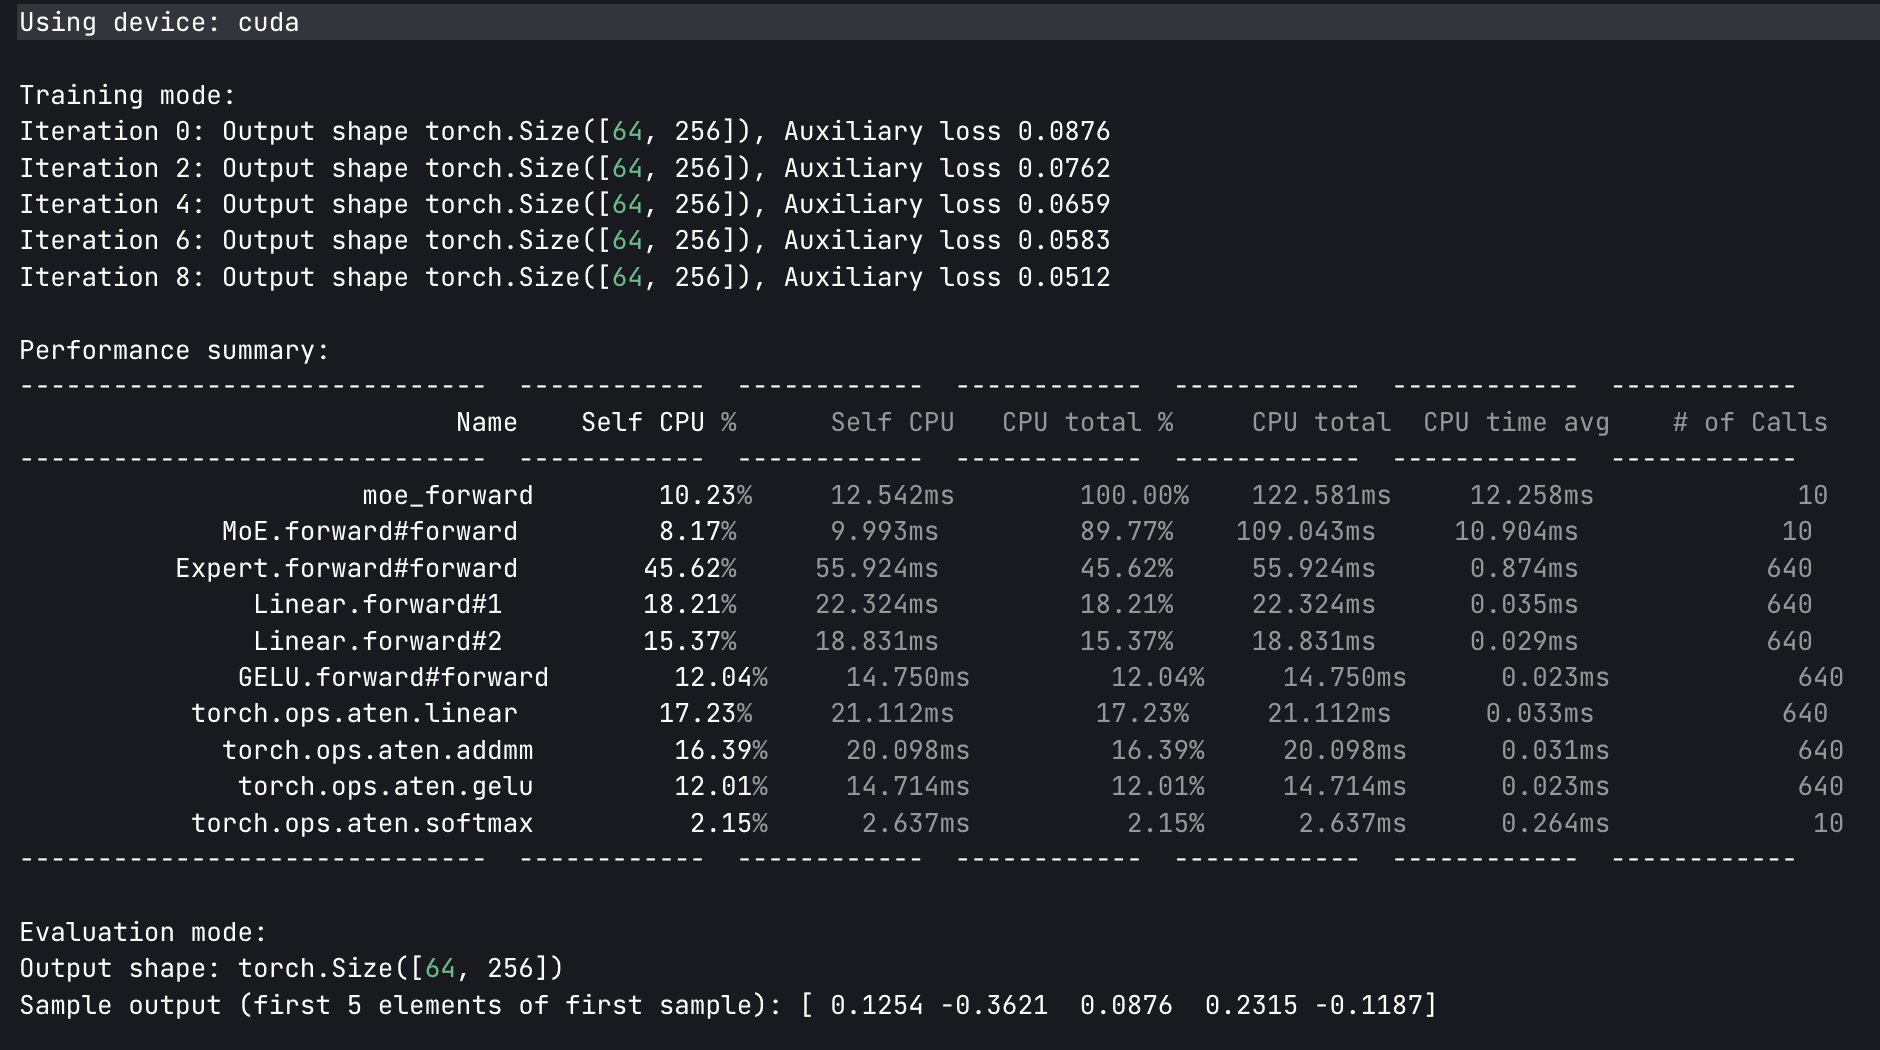 Using device: cuda
Training mode:
Iteration 0: Output shape torch.Size([64, 256]), Auxiliary loss 0.0876
Iteration 2: Output shape torch.Size([64, 256]), Auxiliary loss 0.0762
Iteration 4: Output shape torch.Size([64, 256]), Auxiliary loss 0.0659
Iteration 6: Output shape torch.Size([64, 256]), Auxiliary loss 0.0583
Iteration 8: Output shape torch.Size([64, 256]), Auxiliary loss 0.0512
Performance summary:
------------------------------  ------------  ------------  ------------  ------------  ------------  ------------
Name    Self CPU %      Self CPU   CPU total %     CPU total  CPU time avg    # of Calls
------------------------------  ------------  ------------  ------------  ------------  ------------  ------------
moe_forward        10.23%     12.542ms        100.00%    122.581ms     12.258ms             10
MoE.forward#forward         8.17%      9.993ms         89.77%    109.043ms     10.904ms             10
Expert.forward#forward        45.62%     55.924ms         45.62%     55.924ms      0.874ms            640
Linear.forward#1         18.21%     22.324ms         18.21%     22.324ms      0.035ms            640
Linear.forward#2         15.37%     18.831ms         15.37%     18.831ms      0.029ms            640
GELU.forward#forward        12.04%     14.750ms         12.04%     14.750ms      0.023ms            640
torch.ops.aten.linear         17.23%     21.112ms         17.23%     21.112ms      0.033ms            640
torch.ops.aten.addmm         16.39%     20.098ms         16.39%     20.098ms      0.031ms            640
torch.ops.aten.gelu         12.01%     14.714ms         12.01%     14.714ms      0.023ms            640
torch.ops.aten.softmax          2.15%      2.637ms          2.15%      2.637ms      0.264ms             10
------------------------------  ------------  ------------  ------------  ------------  ------------  ------------
Evaluation mode:
Output shape: torch.Size([64, 256])
Sample output (first 5 elements of first sample): [ 0.1254 -0.3621  0.0876  0.2315 -0.1187]